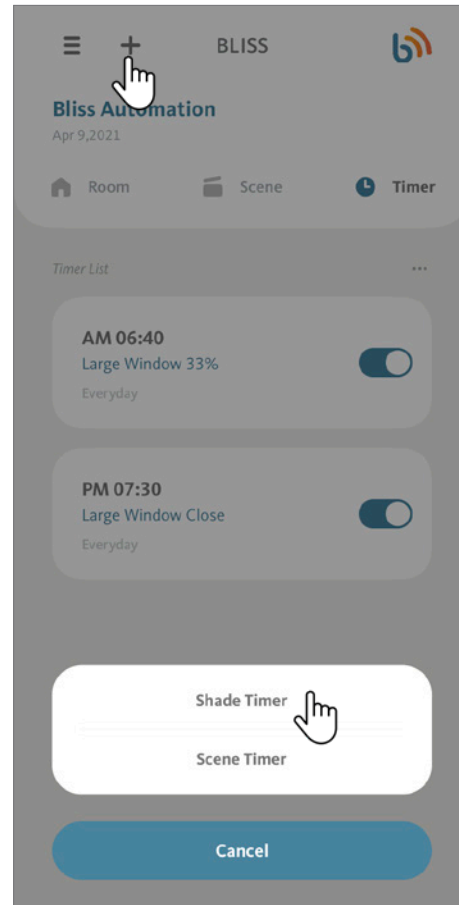 BLISS
Bliss Automation
Apr 9,2021
Room Scene Timer
Timer List
AM 06:40
Large Window 33%
Everyday
PM 07:30
Large Window Close
Everyday
Shade Timer
Scene Timer
Cancel